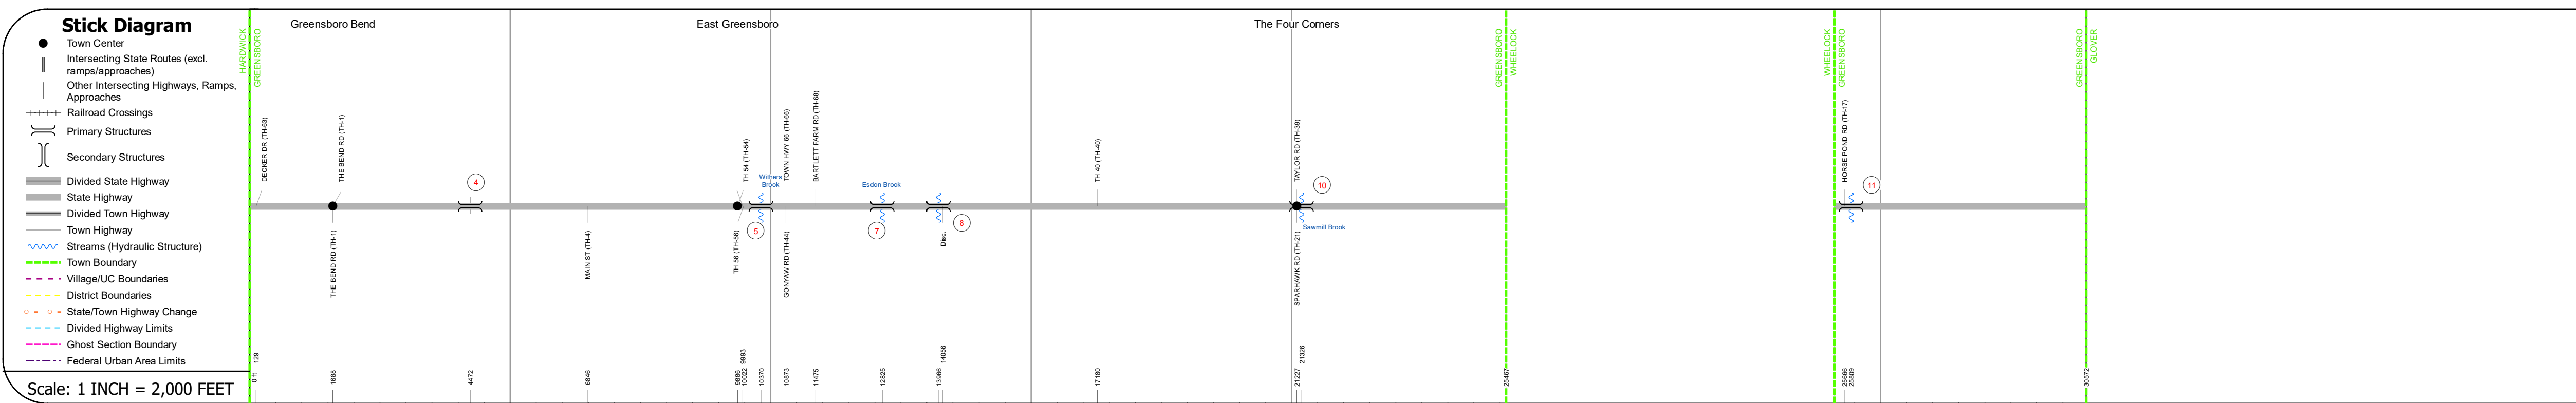 Stick Diagram
Town Center
Intersecting State Routes (excl.
ramps/approaches)
Other Intersecting Highways, Ramps,
Approaches
Railroad Crossings
Primary Structures
Secondary Structures
Divided State Highway
State Highway
Divided Town Highway
Town Highway
Streams (Hydraulic Structure)
Town Boundary
Village/UC Boundaries
District Boundaries
State/Town Highway Change
Divided Highway Limits
Ghost Section Boundary
Federal Urban Area Limits
Scale: 1 INCH = 2,000 FEET
Greensboro Bend
East Greensboro
The Four Corners
HARDWICK
GREENSBORO
GREENSBORO
WHEELOCK
WHEELOCK
GREENSBORO
GREENSBORO
GLOVER
DECKER DR (TH-63)
THE BEND RD (TH-1)
TH 54 (TH-54)
TOWN HWY 66 (TH-66)
BARTLETT FARM RD (TH-68)
TH 40 (TH-40)
TAYLOR RD (TH-39)
HORSE POND RD (TH-17)
4
Withers
Brook
Esdon Brook
10
11
5
7
8
Sawmill Brook
THE BEND RD (TH-1)
MAIN ST (TH-4)
TH 56 (TH-56)
GONYAW RD (TH-44)
Disc.
SPARHAWK RD (TH-21)
0 ft
129
1688
4472
6846
9886
9993
10022
10370
10873
11475
12825
13966
14056
17180
21227
21326
25467
25666
25809
30572